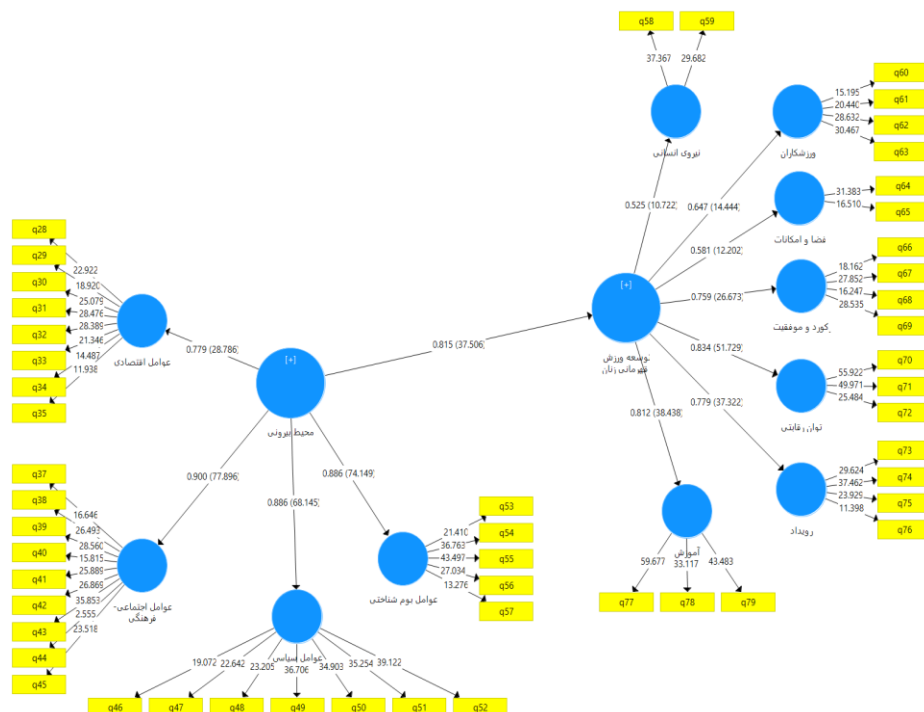 q58
q59
37.367
29.682
نیروی انسانی
q60
q61
q62
q63
15.195
20.440
28.632
30.467
ورزشکاران
0.525 (10.722)
0.647 (14.444)
q64
q65
31.383
16.510
فضا و امکانات
0.581 (12.202)
q66
q67
q68
q69
18.162
27.852
16.247
28.535
رکورد و موفقیت
0.759 (26.673)
[+]
توسعه ورزش
قهرمانی زنان
q70
q71
q72
55.922
49.971
25.484
توان رقابتی
0.834 (51.729)
q73
q74
q75
q76
29.624
37.462
23.929
11.398
رویداد
0.779 (37.322)
0.812 (38.438)
آموزش
59.677
33.117
43.483
q77
q78
q79
0.815 (37.506)
[+]
محیط بیرونی
q28
q29
q30
q31
q32
q33
q34
q35
22.922
18.920
25.079
28.476
28.389
21.346
14.487
11.938
عوامل اقتصادی
0.779 (28.786)
q37
q38
q39
q40
q41
q42
q43
q44
q45
16.646
26.493
28.560
15.815
25.889
26.869
35.853
2.555
23.518
عوامل اجتماعی-
فرهنگی
0.900 (77.896)
0.886 (68.145)
0.886 (74.149)
q53
q54
q55
q56
q57
21.410
36.763
43.497
27.034
13.276
عوامل بوم شناختی
عوامل سیاسی
19.072
22.642
23.205
36.706
34.903
35.254
39.122
q46
q47
q48
q49
q50
q51
q52